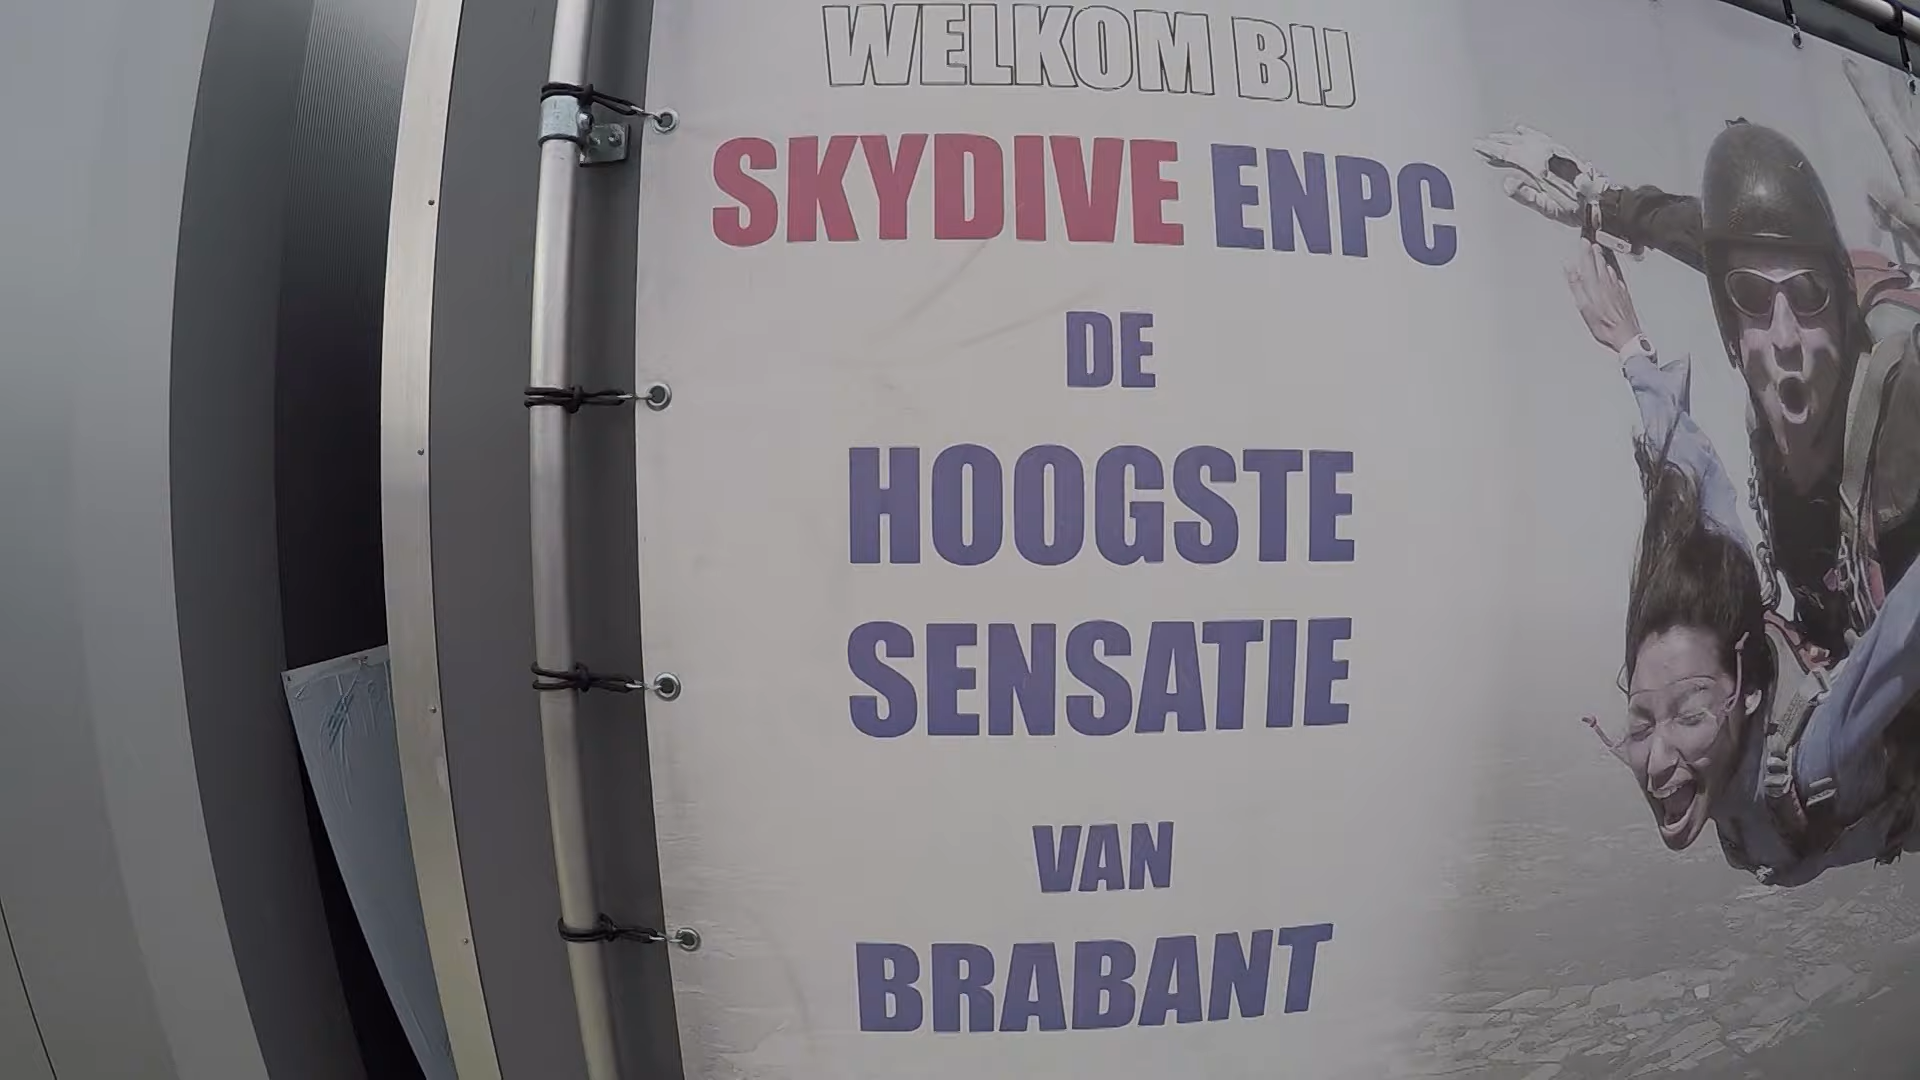 WELKOM BIJ
SKYDIVE ENPC
DE
HOOGSTE
SENSATIE
VAN
BRABANT